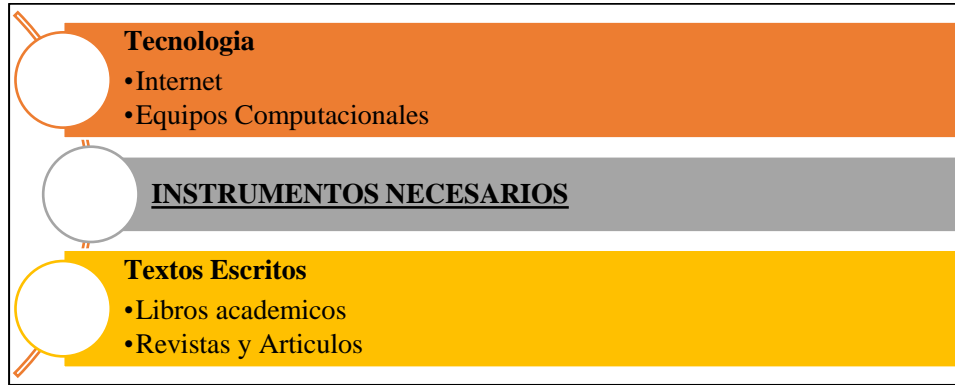 Tecnologia
•Internet
•Equipos Computacionales
INSTRUMENTOS NECESARIOS
Textos Escritos
•Libros academicos
•Revistas y Articulos